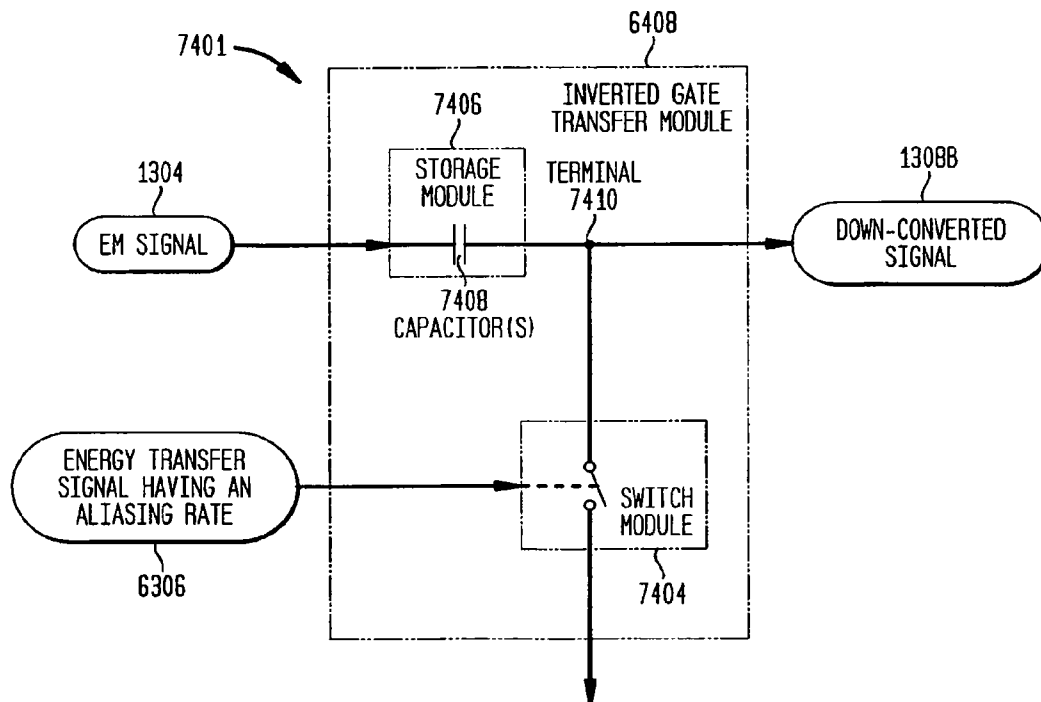 7401
6408
INVERTED GATE
TRANSFER MODULE
7406
STORAGE
MODULE
TERMINAL
7410
1304
EM SIGNAL
1308B
DOWN-CONVERTED
SIGNAL
7408
CAPACITOR(S)
ENERGY TRANSFER
SIGNAL HAVING AN
ALIASING RATE
6306
SWITCH
MODULE
7404